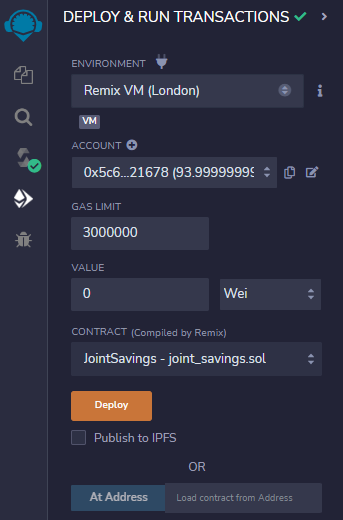 DEPLOY & RUN TRANSACTIONS
ENVIRONMENT
Remix VM (London)
VM
ACCOUNT
0x5c6...21678 (93.99999999
GAS LIMIT
3000000
VALUE
0 Wei
CONTRACT (Compiled by Remix)
JointSavings - joint_savings.sol
Deploy
Publish to IPFS
OR
At Address Load contract from Address